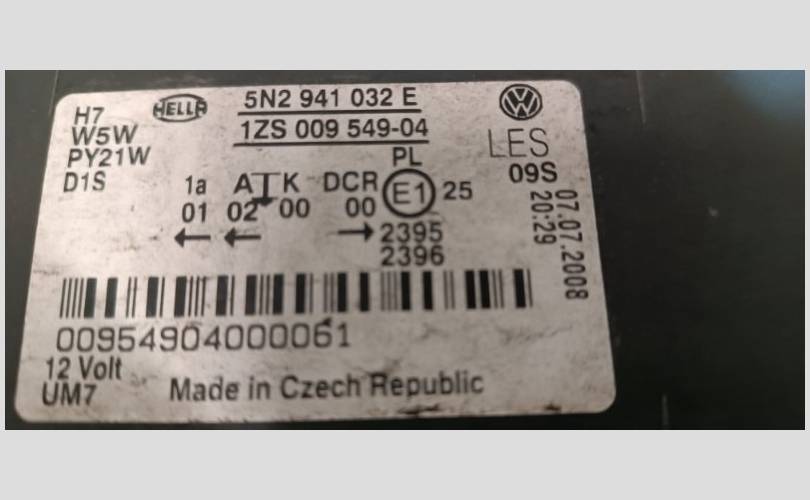 H7
W5W
PY21W
D1S
HELLA
5N2 941 032 E
1ZS 009 549-04
LES
09S
PL
1a A K DCR E1 25
01 02 00 00
← ← → 2395
2396
07.07.2008
20:29
00954904000061
12 Volt
UM7
Made in Czech Republic